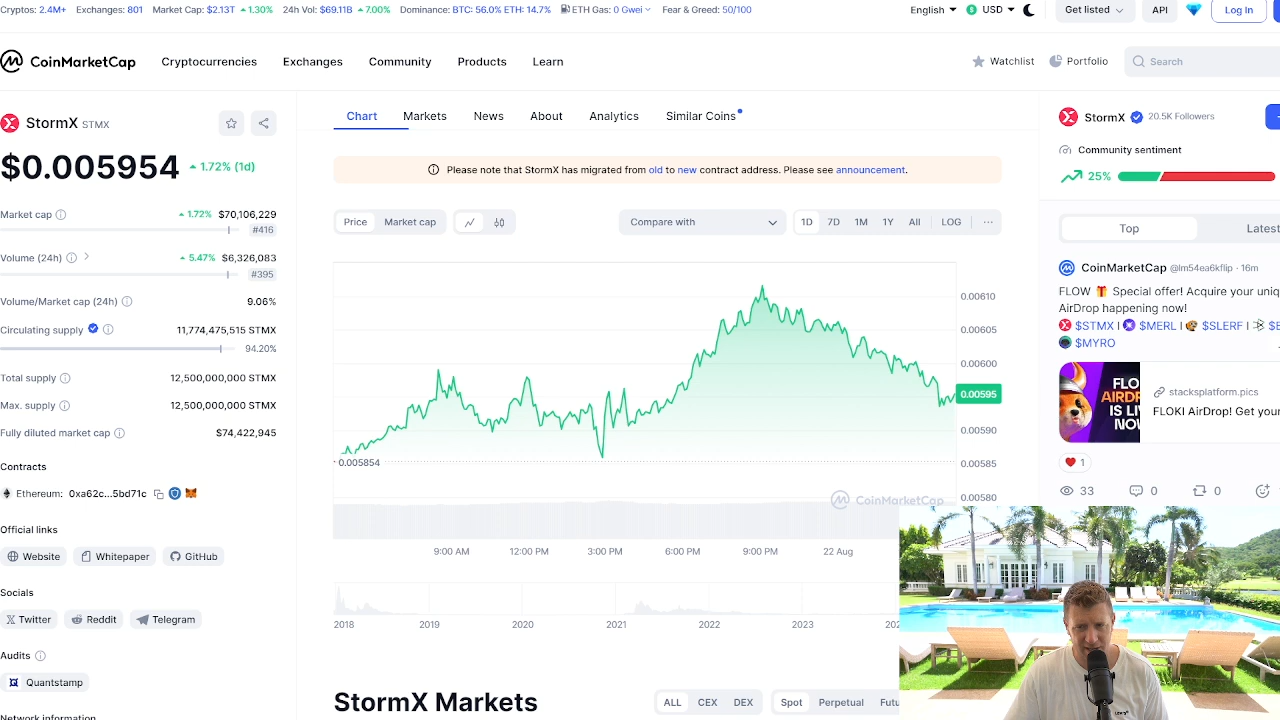 Cryptos: 2.4M+ Exchanges: 801 Market Cap: $2.13T 1.30% 24h Vol: $69.11B 7.00% Dominance: BTC: 56.0% ETH: 14.7% ETH Gas: 0 Gwei Fear & Greed: 50/100 English USD Get listed API Log In
CoinMarketCap Cryptocurrencies Exchanges Community Products Learn Watchlist Portfolio Search
StormX STMX
$0.005954 1.72% (1d)
Market cap 1.72% $70,106,229
#416
Volume (24h) 5.47% $6,326,083
#395
Volume/Market cap (24h) 9.06%
Circulating supply 11,774,475,515 STMX
94.20%
Total supply 12,500,000,000 STMX
Max. supply 12,500,000,000 STMX
Fully diluted market cap $74,422,945
Contracts
Ethereum: 0xa62c...5bd71c
Official links
Website Whitepaper GitHub
Socials
Twitter Reddit Telegram
Audits
Quantstamp
Network information
Chart Markets News About Analytics Similar Coins
Please note that StormX has migrated from old to new contract address. Please see announcement.
Price Market cap Compare with 1D 7D 1M 1Y All LOG ...
0.00610
0.00605
0.00600
0.00595
0.00590
0.00585
0.00580
0.005854
CoinMarketCap
9:00 AM 12:00 PM 3:00 PM 6:00 PM 9:00 PM 22 Aug
2018 2019 2020 2021 2022 2023
StormX Markets ALL CEX DEX Spot Perpetual Futu
StormX 20.5K Followers
Community sentiment
25%
Top Latest
CoinMarketCap @lm54ea6kflip · 16m
FLOW 🎁 Special offer! Acquire your uniq
AirDrop happening now!
$STMX I $MERL I $SLERF I
$MYRO
FLO
AIRDRO
IS LIV
NOW
stacksplatform.pics
FLOKI AirDrop! Get your
❤ 1
33 0 0